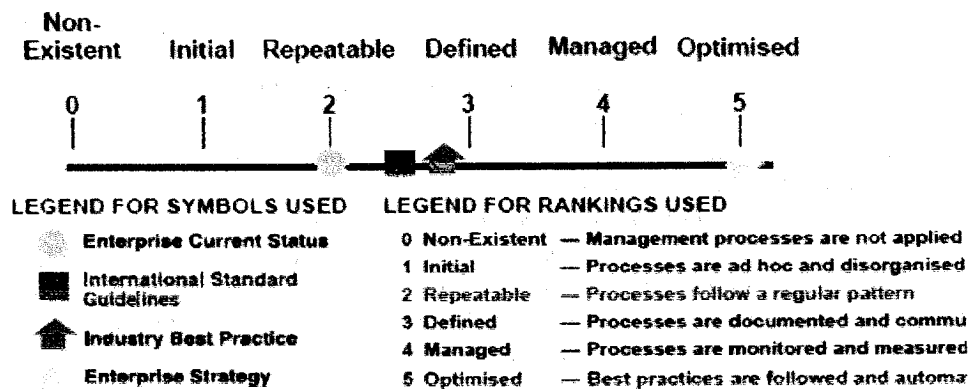 Non-
Existent Initial Repeatable Defined Managed Optimised
0 1 2 3 4 5
LEGEND FOR SYMBOLS USED
Enterprise Current Status
International Standard
Guidelines
Industry Best Practice
Enterprise Strategy
LEGEND FOR RANKINGS USED
0 Non-Existent — Management processes are not applied
1 Initial — Processes are ad hoc and disorganised
2 Repeatable — Processes follow a regular pattern
3 Defined — Processes are documented and commu
4 Managed — Processes are monitored and measured
5 Optimised — Best practices are followed and automa